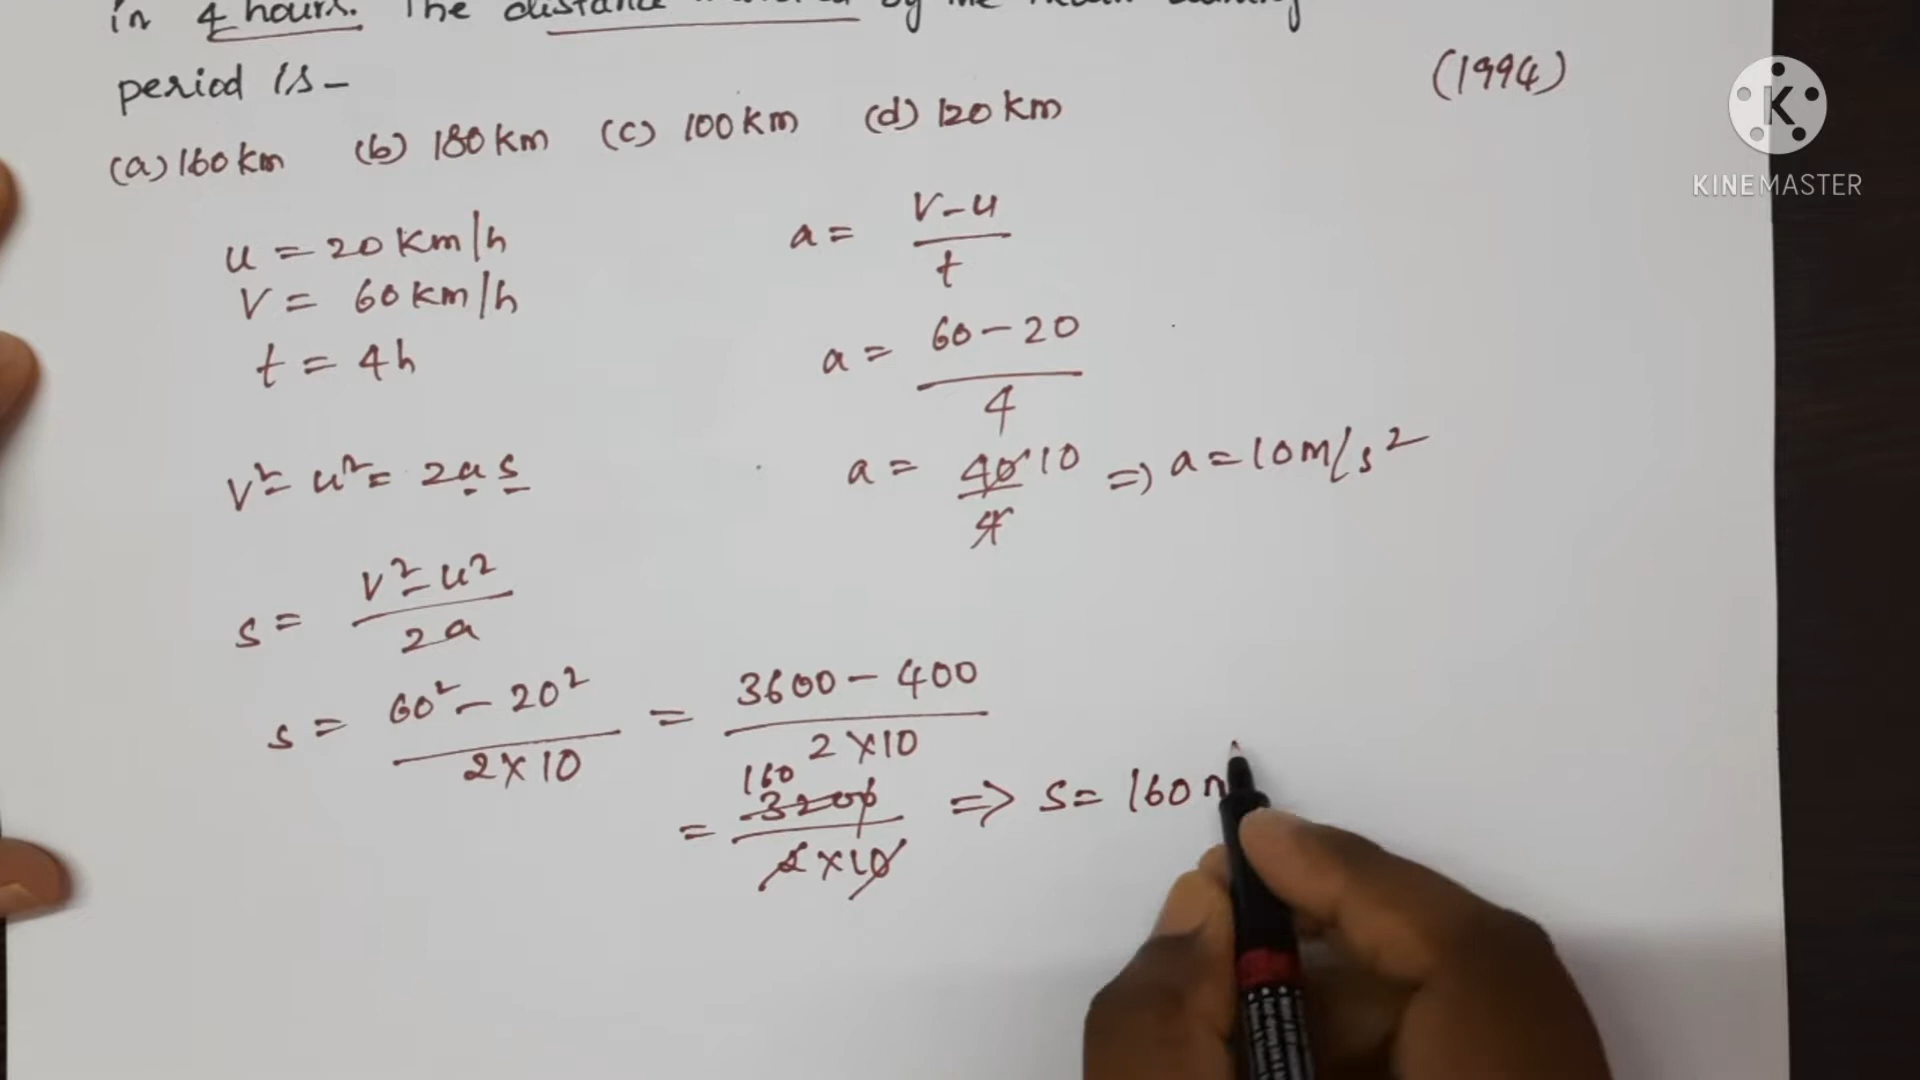 in 4 hours. The distance by the
period is -
(1994)
(a) 160 km (b) 180 km (c) 100 km (d) 120 km
K
KINEMASTER
u = 20 km/h
v = 60 km/h
t = 4h
v² - u² = 2as
s = v² - u² / 2a
s = 60² - 20² / 2 × 10 = 3600 - 400 / 2 × 10
= 3200 / 2 × 10 160 => s = 160
a = v - u / t
a = 60 - 20 / 4
a = 40 / 4 10 => a = 10 m/s²